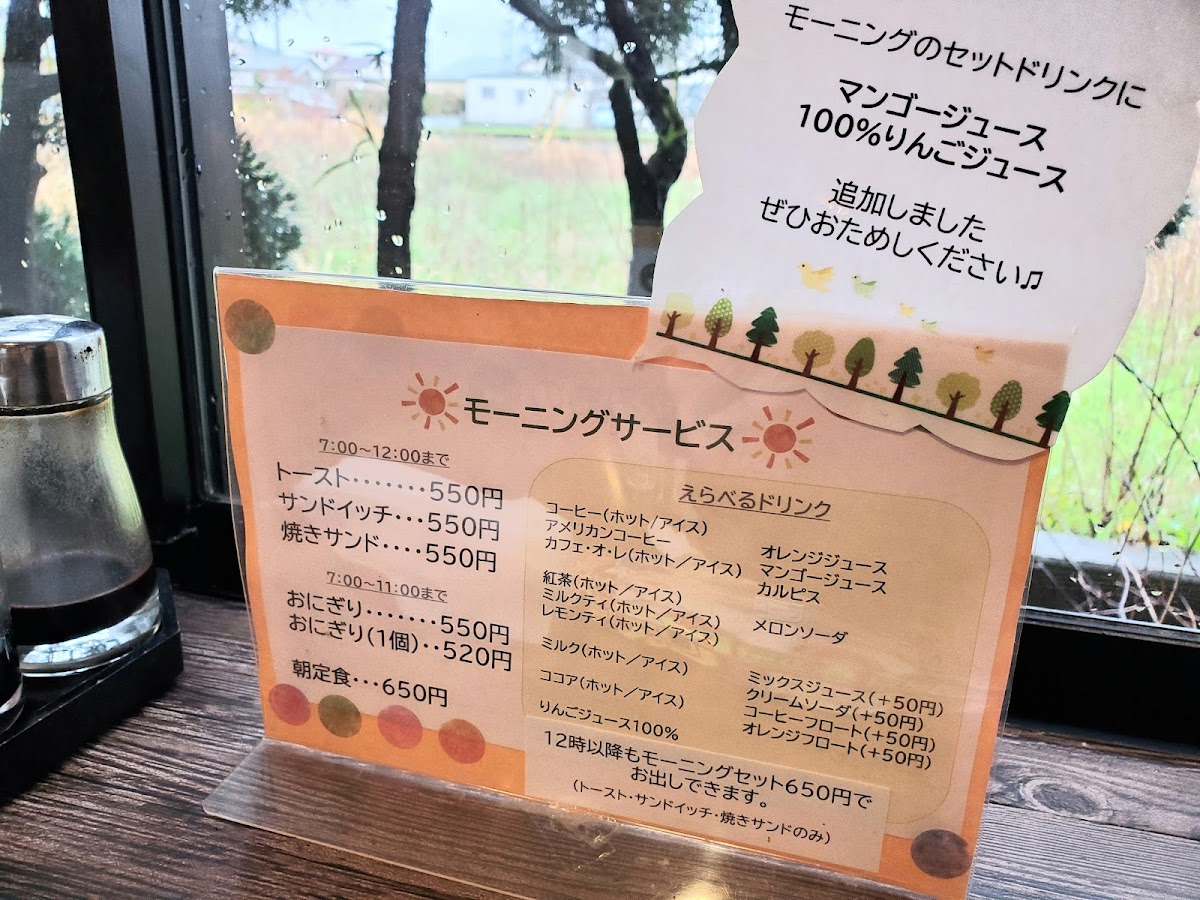 モーニングのセットドリンクに
マンゴージュース
100%りんごジュース
追加しました
ぜひおためしください♫
モーニングサービス
7:00〜12:00まで
トースト・・・・・・・550円
サンドイッチ・・・550円
焼きサンド・・・・550円
7:00〜11:00まで
おにぎり・・・・・・・550円
おにぎり(1個)・・520円
朝定食・・・650円
えらべるドリンク
コーヒー(ホット/アイス)
アメリカンコーヒー
カフェ・オ・レ(ホット/アイス)
紅茶(ホット/アイス)
ミルクティ(ホット/アイス)
レモンティ(ホット/アイス)
ミルク(ホット/アイス)
ココア(ホット/アイス)
りんごジュース100%
オレンジジュース
マンゴージュース
カルピス
メロンソーダ
ミックスジュース(+50円)
クリームソーダ(+50円)
コーヒーフロート(+50円)
オレンジフロート(+50円)
12時以降もモーニングセット650円で
お出しできます。
(トースト・サンドイッチ・焼きサンドのみ)